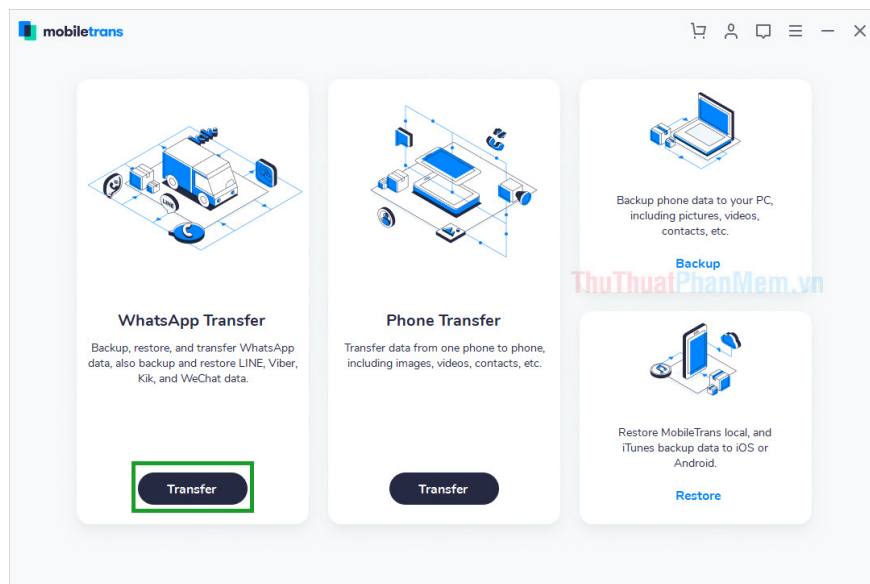 mobiletrans
WhatsApp Transfer
Backup, restore, and transfer WhatsApp
data, also backup and restore LINE, Viber,
Kik, and WeChat data.
Transfer
Phone Transfer
Transfer data from one phone to phone,
including images, videos, contacts, etc.
Transfer
Backup phone data to your PC,
including pictures, videos,
contacts, etc.
Backup
ThuThuatPhanMem.vn
Restore MobileTrans local, and
iTunes backup data to iOS or
Android.
Restore
LINE